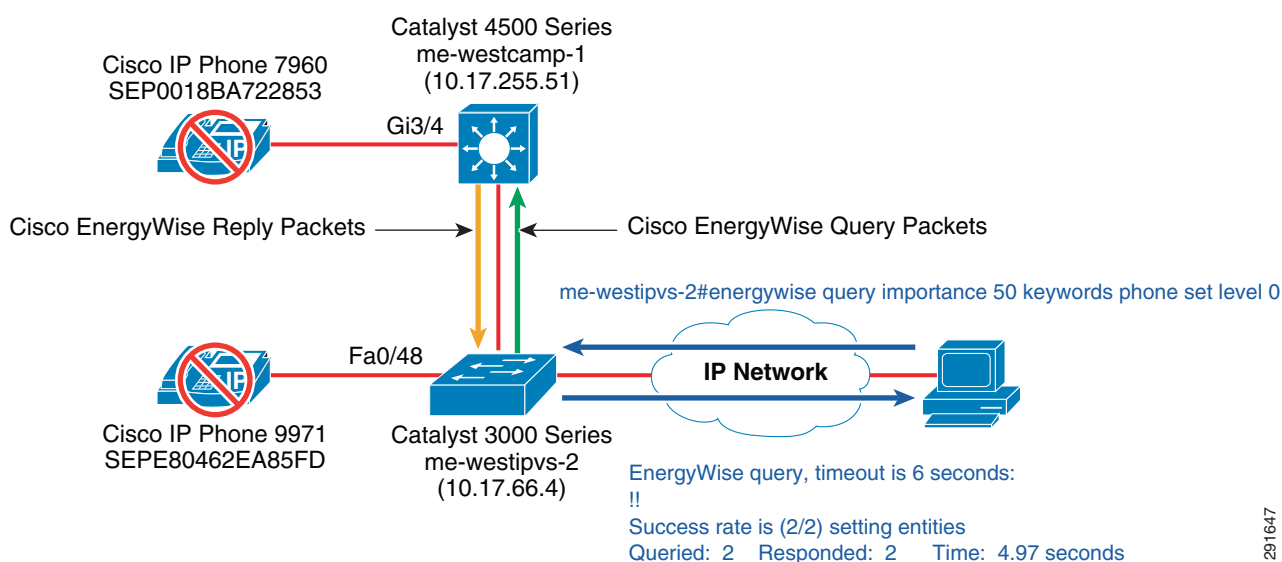 Catalyst 4500 Series
me-westcamp-1
(10.17.255.51)
Cisco IP Phone 7960
SEP0018BA722853
Gi3/4
IP
Cisco EnergyWise Reply Packets
Cisco EnergyWise Query Packets
me-westipvs-2#energywise query importance 50 keywords phone set level 0
Fa0/48
IP
IP Network
Cisco IP Phone 9971
SEPE80462EA85FD
Catalyst 3000 Series
me-westipvs-2
(10.17.66.4)
EnergyWise query, timeout is 6 seconds:
!!
Success rate is (2/2) setting entities
Queried: 2 Responded: 2 Time: 4.97 seconds
291647